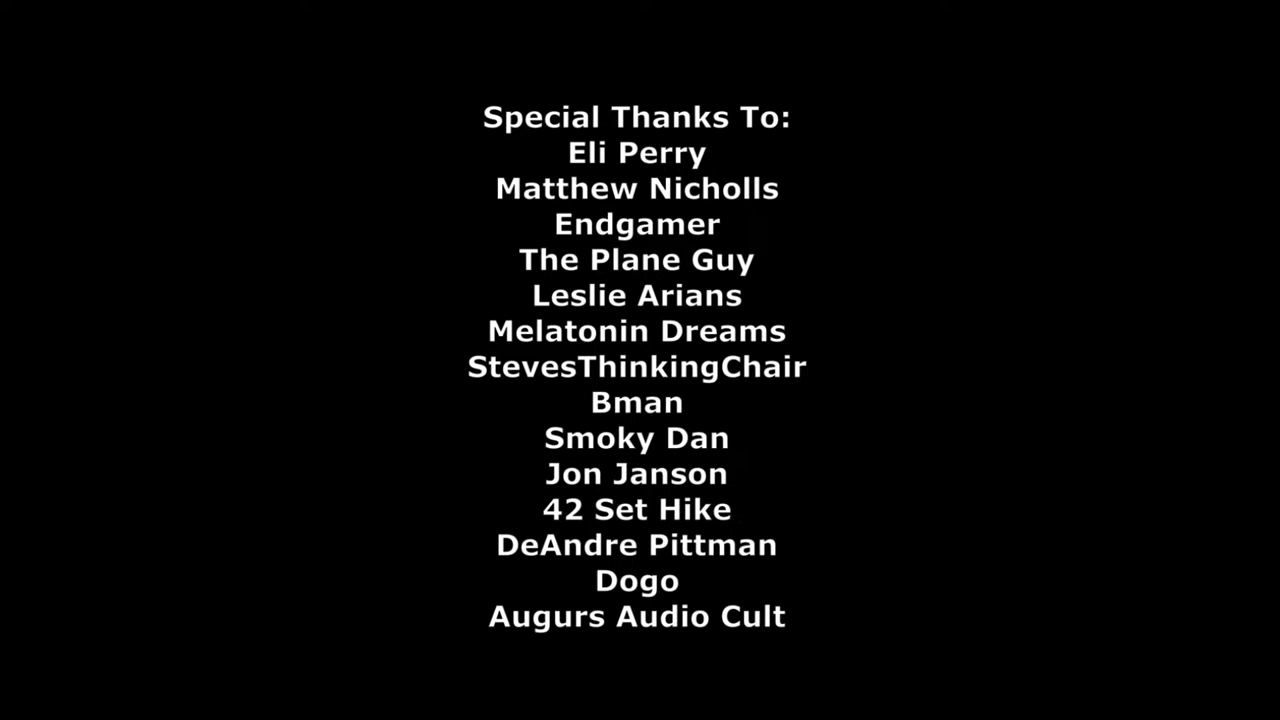 Special Thanks To:
Eli Perry
Matthew Nicholls
Endgamer
The Plane Guy
Leslie Arians
Melatonin Dreams
StevesThinkingChair
Bman
Smoky Dan
Jon Janson
42 Set Hike
DeAndre Pittman
Dogo
Augurs Audio Cult